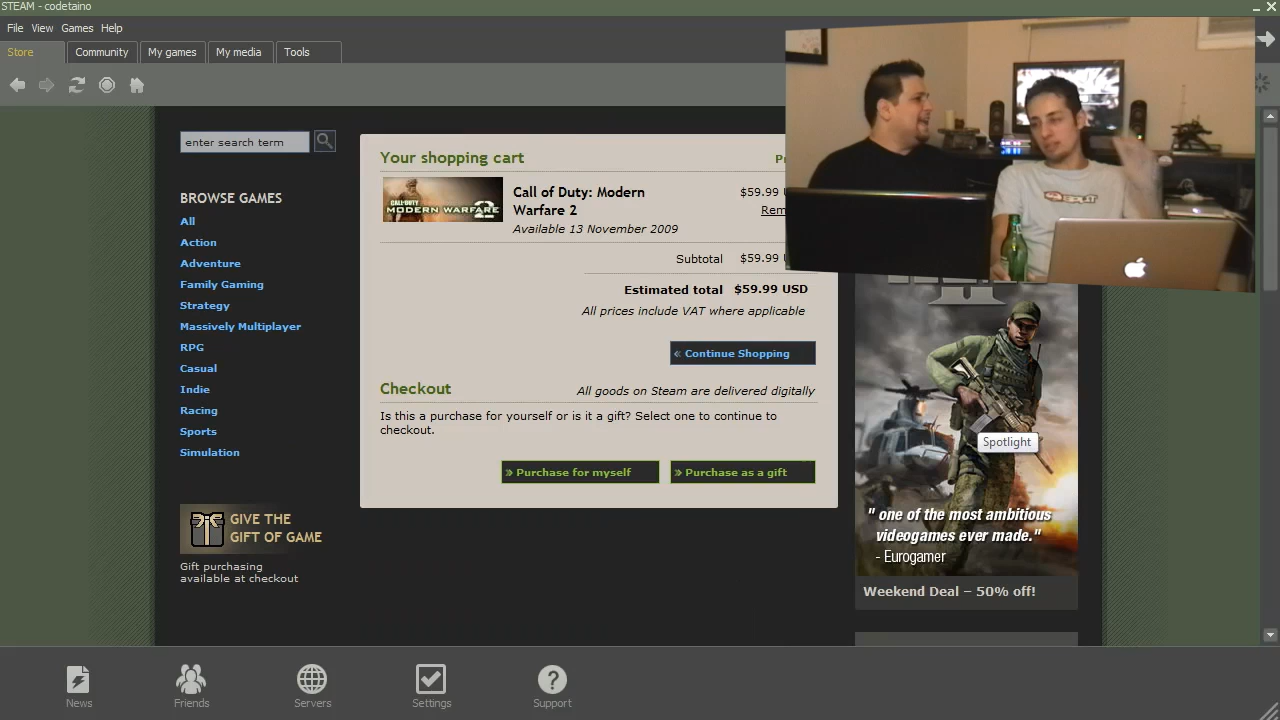 STEAM - codetaino
File View Games Help
Store Community My games My media Tools
enter search term
BROWSE GAMES
All
Action
Adventure
Family Gaming
Strategy
Massively Multiplayer
RPG
Casual
Indie
Racing
Sports
Simulation
GIVE THE
GIFT OF GAME
Gift purchasing
available at checkout
Your shopping cart
CALL OF DUTY
MODERN WARFARE 2
Call of Duty: Modern $59.99
Warfare 2
Available 13 November 2009
Subtotal $59.99
Estimated total $59.99 USD
All prices include VAT where applicable
« Continue Shopping
Checkout All goods on Steam are delivered digitally
Is this a purchase for yourself or is it a gift? Select one to continue to
checkout.
» Purchase for myself » Purchase as a gift
SPLIT
II
Spotlight
" one of the most ambitious
videogames ever made."
- Eurogamer
Weekend Deal – 50% off!
News Friends Servers Settings Support